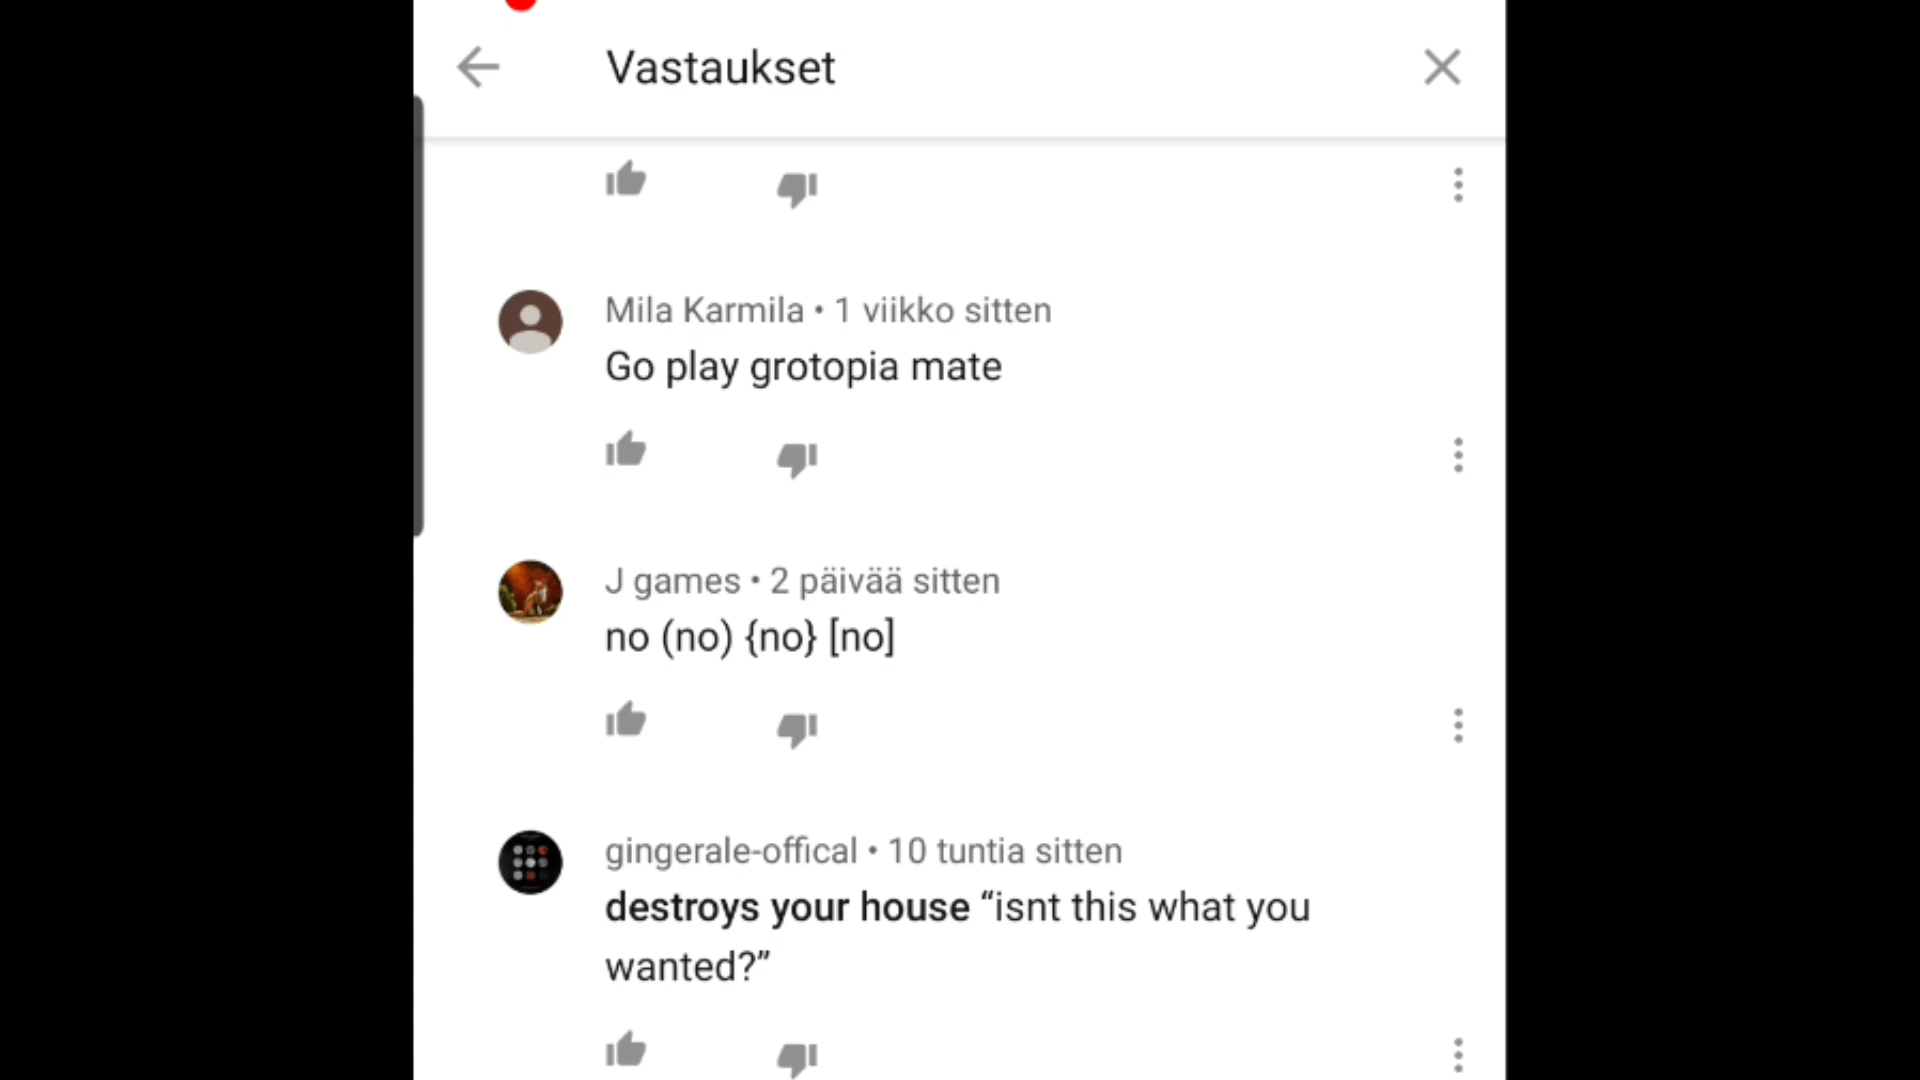 Vastaukset
Mila Karmila • 1 viikko sitten
Go play grotopia mate
J games • 2 päivää sitten
no (no) {no} [no]
gingerale-offical • 10 tuntia sitten
destroys your house “isnt this what you
wanted?”